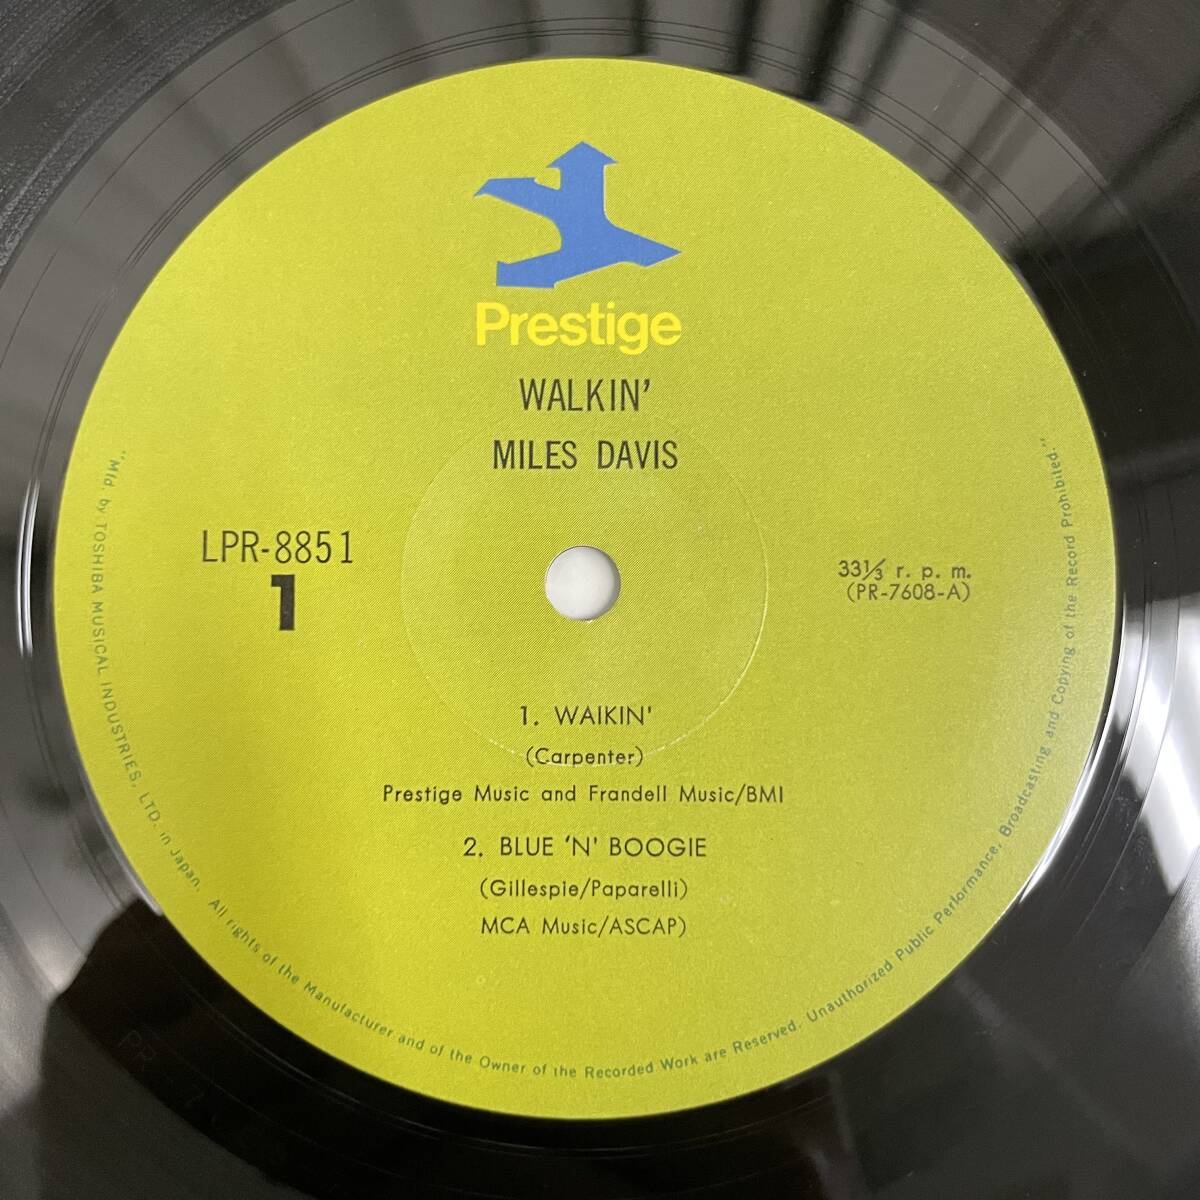 Prestige
WALKIN'
MILES DAVIS
LPR-8851
1
33⅓ r. p. m.
(PR-7608-A)
1. WAIKIN'
(Carpenter)
Prestige Music and Frandell Music/BMI
2. BLUE 'N' BOOGIE
(Gillespie/Paparelli)
MCA Music/ASCAP)
"Mfd. by TOSHIBA MUSICAL INDUSTRIES, LTD. in Japan. All rights of the Manufacturer and of the Owner of the Recorded Work are Reserved. Unauthorized Public Performance, Broadcasting and Copying of the Record Prohibited."